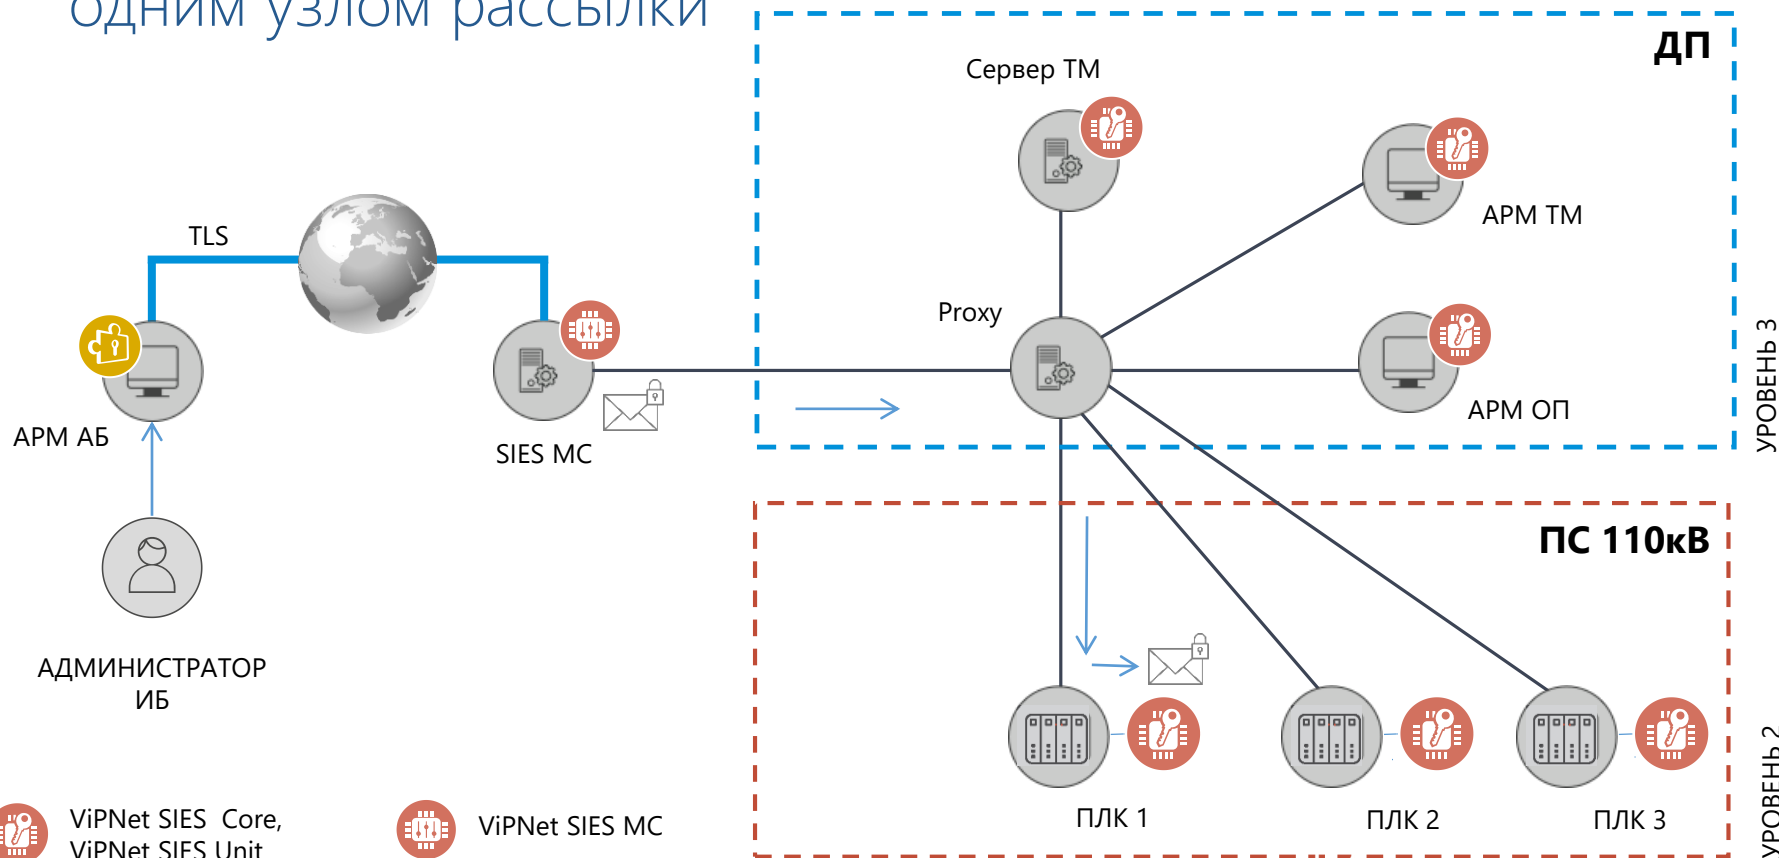 одним узлом рассылки
ДП
Сервер ТМ
АРМ ТМ
TLS
Proxy
УРОВЕНЬ 3
АРМ ОП
АРМ АБ
SIES MC
ПС 110кВ
АДМИНИСТРАТОР
ИБ
УРОВЕНЬ 2
ПЛК 1
ПЛК 2
ПЛК 3
ViPNet SIES Core,
ViPNet SIES Unit
ViPNet SIES MC